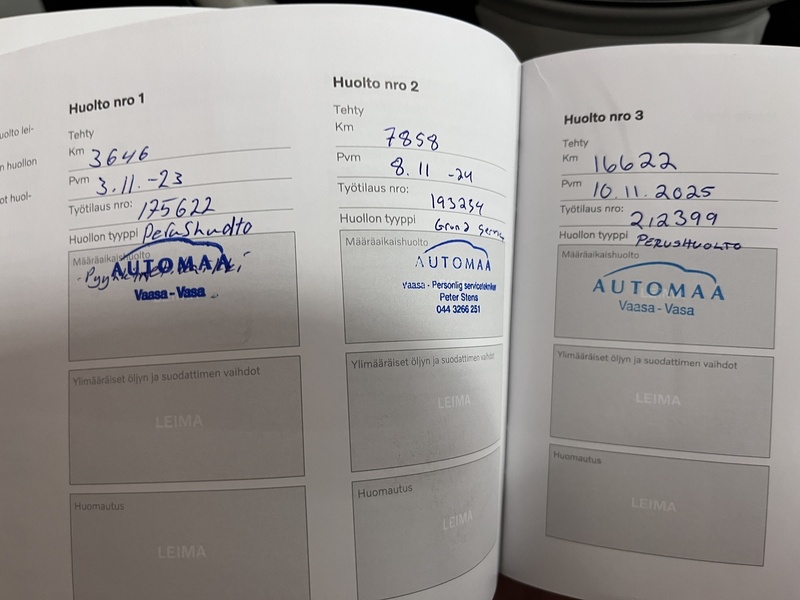 uolto lei-
n huollon
ot huol-
Huolto nro 1
Tehty
Km 3646
Pvm 3.11.-23
Työtilaus nro: 175622
Huollon tyyppi Perushuolto
Määräaikaishuolto
AUTOMAA
Vaasa-Vasa
Ylimääräiset öljyn ja suodattimen vaihdot
LEIMA
Huomautus
LEIMA
Huolto nro 2
Tehty
Km 7858
Pvm 8.11 -24
Työtilaus nro: 193254
Huollon tyyppi Grund
Määräaikaishuolto
AUTOMAA
Vaasa - Personlig servicetekniker
Peter Stens
044 3266 251
Ylimääräiset öljyn ja suodattimen vaihdot
LEIMA
Huomautus
LEIMA
Huolto nro 3
Tehty
Km 16622
Pvm 10.11.2025
Työtilaus nro: 212399
Huollon tyyppi PERUSHUOLTO
Määräaikaishuolto
AUTOMAA
Vaasa - Vasa
Ylimääräiset öljyn ja suodattimen vaihdot
LEIMA
Huomautus
LEIMA